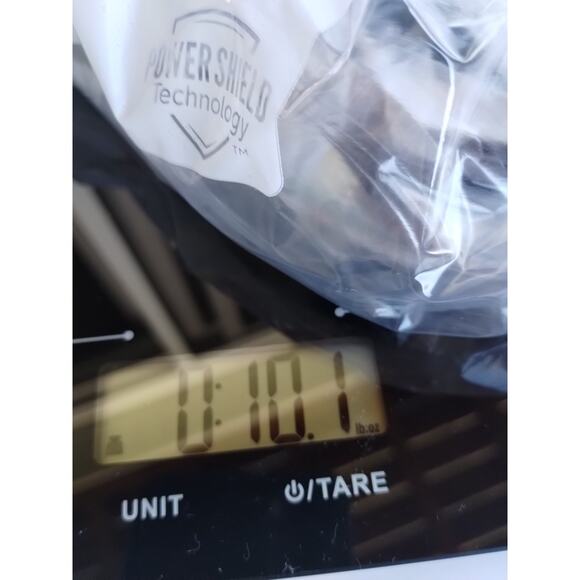 POWER SHIELD
Technology
TM
0:10.1
lb:oz
UNIT
/TARE